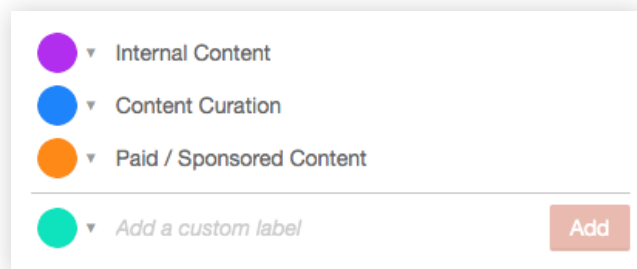 Internal Content
Content Curation
Paid / Sponsored Content
Add a custom label Add